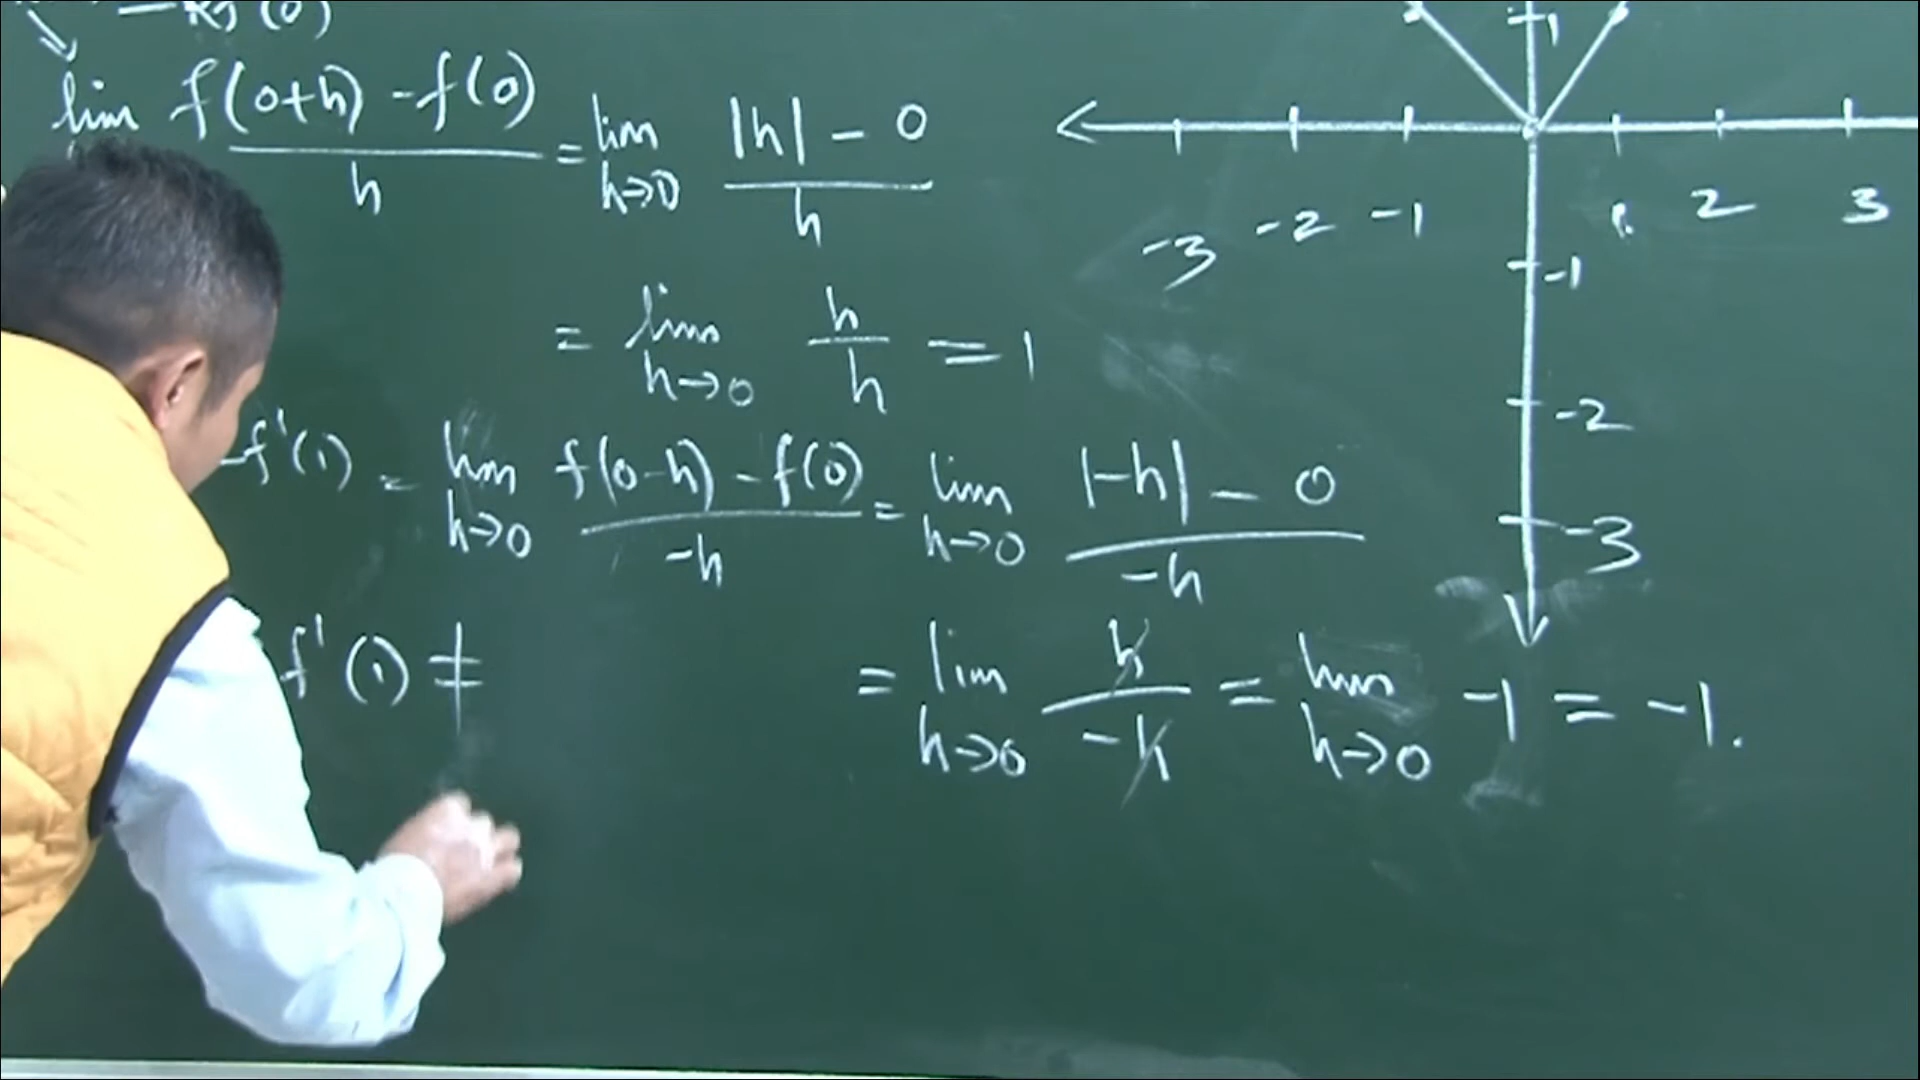 (0)
lim f(0+h) - f(0) / h = lim h→0 |h| - 0 / h
= lim h→0 h / h = 1
f'(1) = lim h→0 f(0-h) - f(0) / -h = lim h→0 |-h| - 0 / -h
f'(1) ≠
= lim h→0 h / -h = lim h→0 -1 = -1.
1
-3 -2 -1 1 2 3
-1
-2
-3